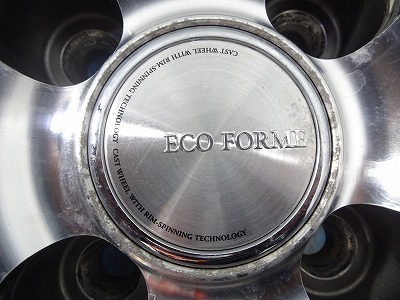 CAST WHEEL WITH RIM-SPINNING TECHNOLOGY
ECO FORME
CAST WHEEL WITH RIM-SPINNING TECHNOLOGY